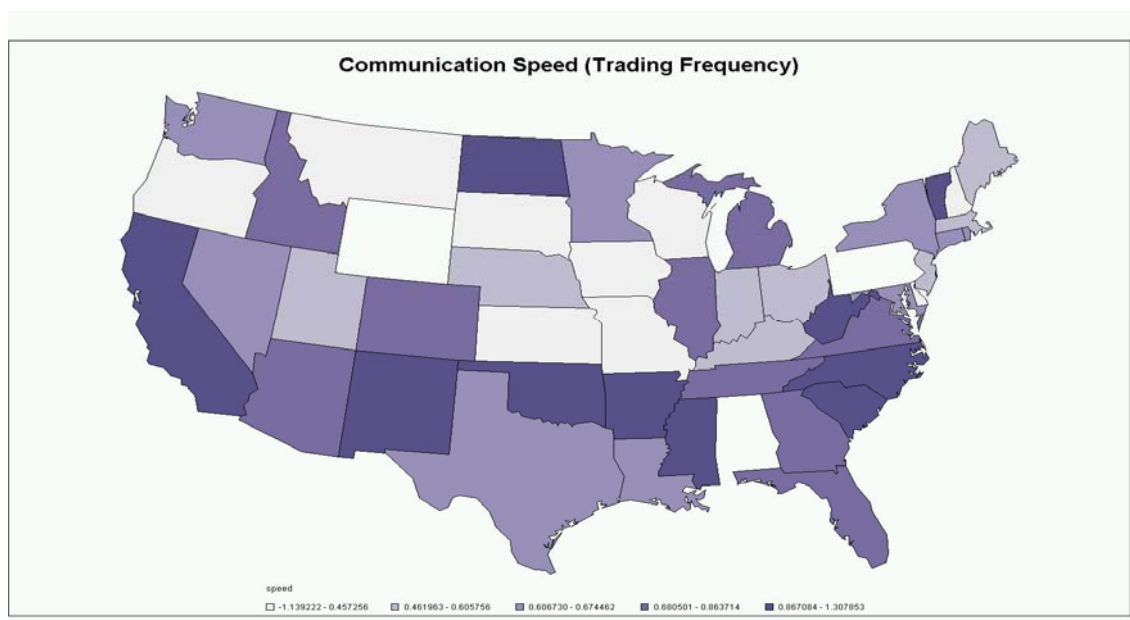 Communication Speed (Trading Frequency)
speed
-1.139222 - 0.457256 0.461963 - 0.605756 0.606730 - 0.674462 0.680501 - 0.863714 0.867084 - 1.307853